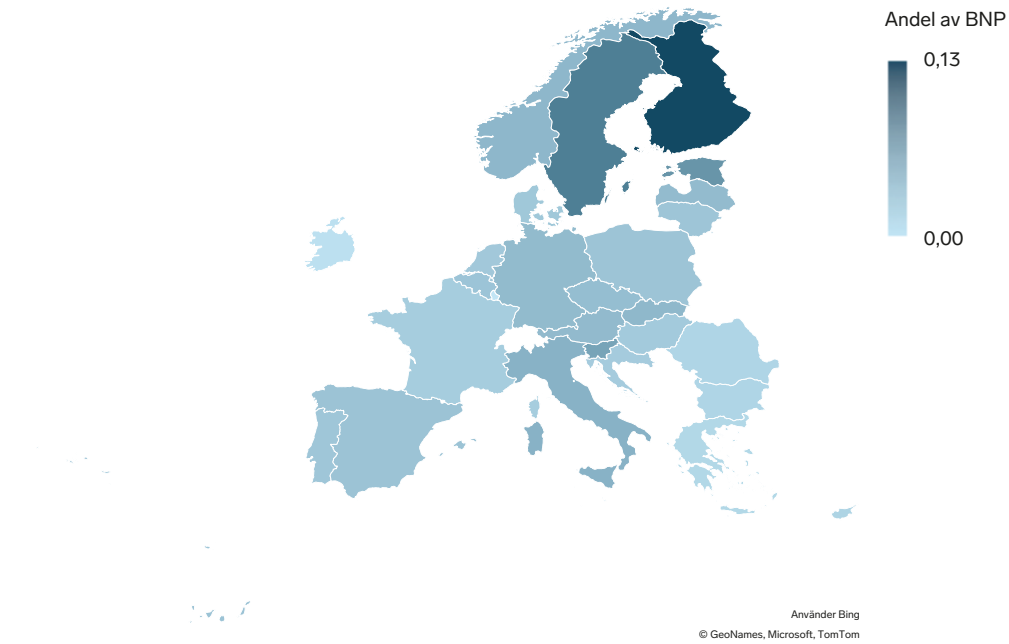 Andel av BNP
0,13
0,00
Använder Bing
© GeoNames, Microsoft, TomTom